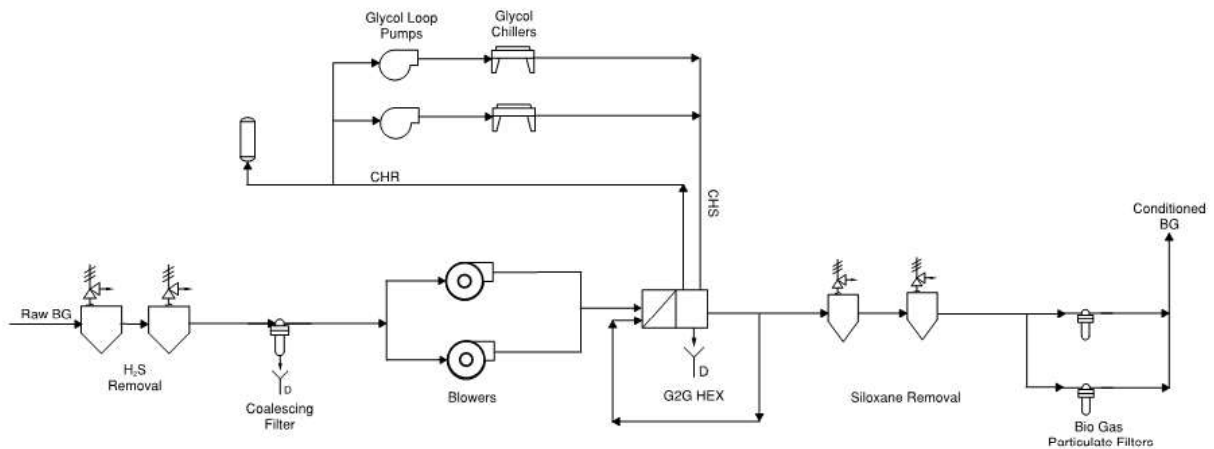 Glycol Loop
Pumps
Glycol
Chillers
CHR
CHS
Conditioned
BG
Raw BG
H₂S
Removal
D
Coalescing
Filter
Blowers
D
G2G HEX
Siloxane Removal
Bio Gas
Particulate Filters